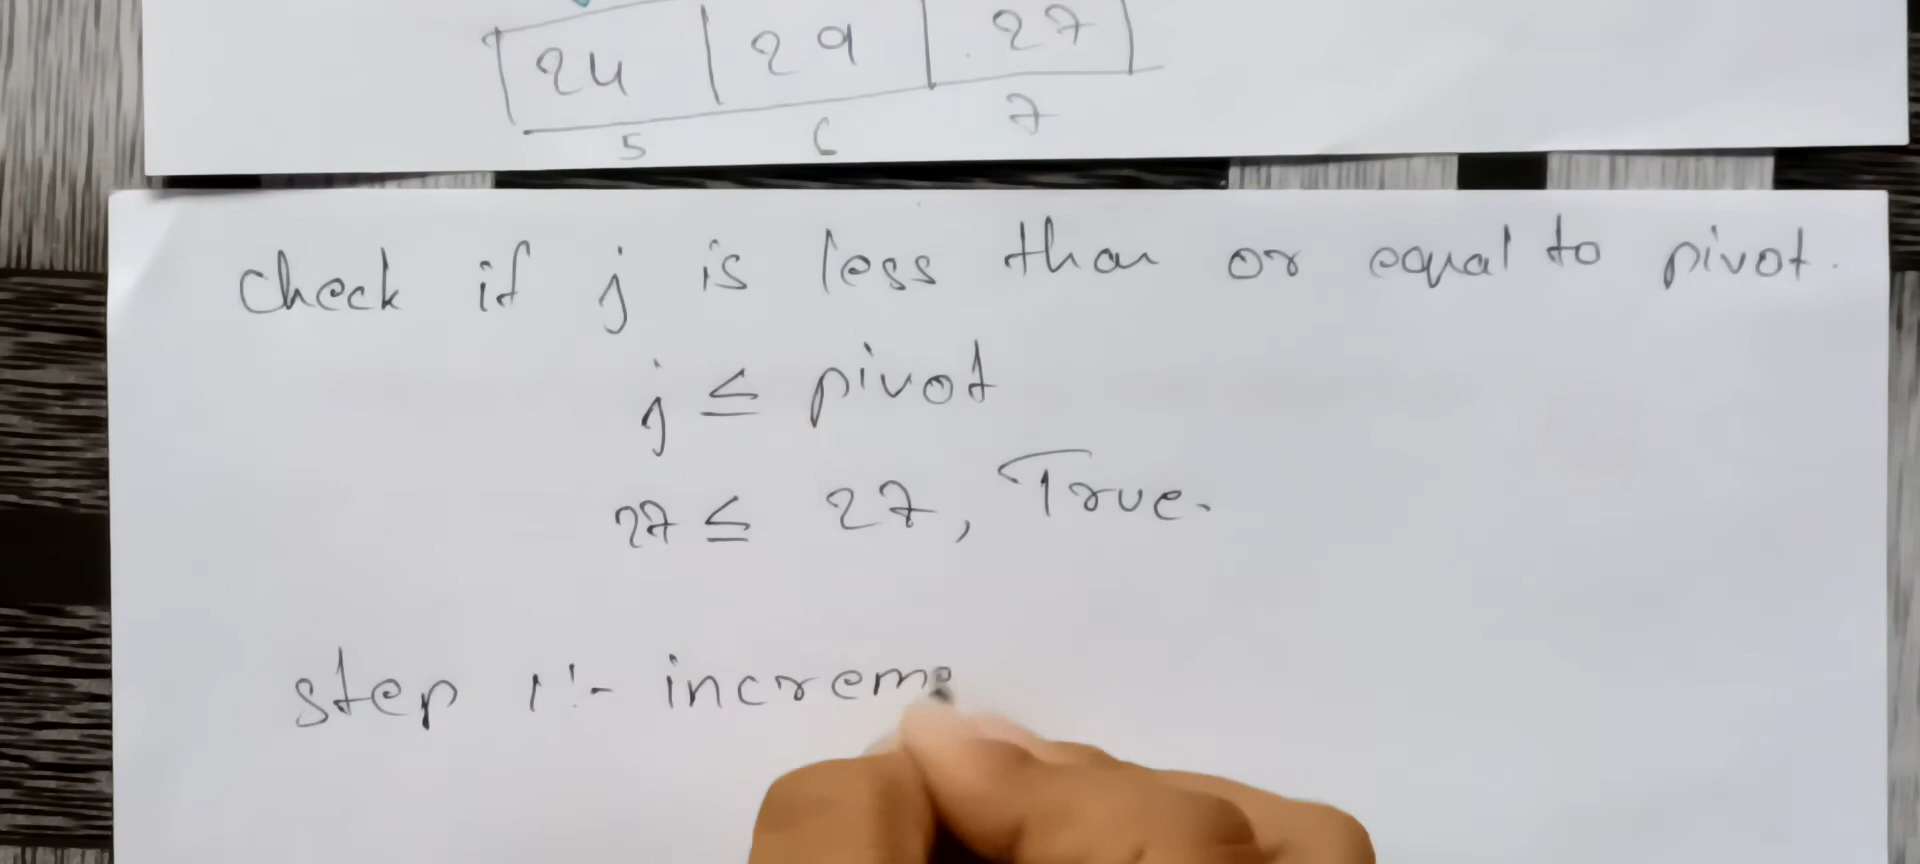 24 29 27
5 6 7
Check if j is less than or equal to pivot.
j ≤ pivot
27 ≤ 27, True.
step 1:- increme